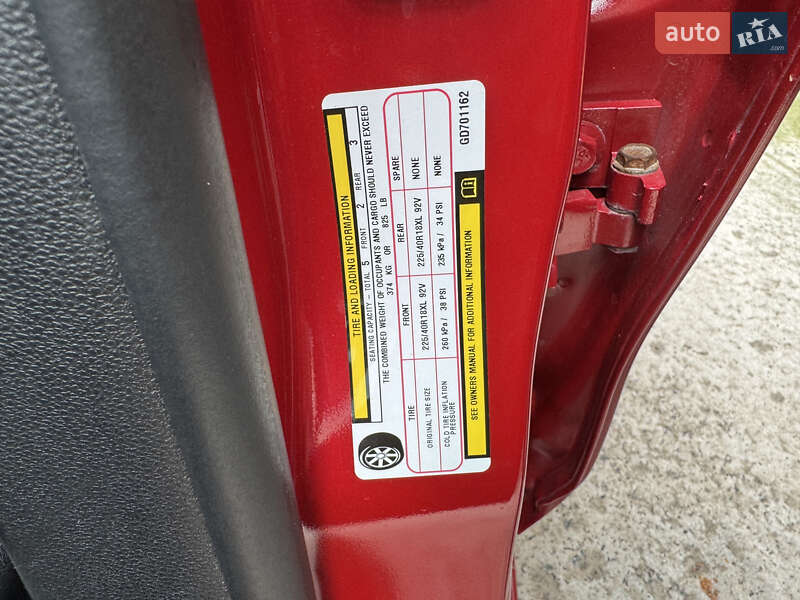 TIRE AND LOADING INFORMATION
SEATING CAPACITY - TOTAL 5 FRONT 2 REAR 3
THE COMBINED WEIGHT OF OCCUPANTS AND CARGO SHOULD NEVER EXCEED
374 KG OR 825 LB
TIRE FRONT REAR SPARE
ORIGINAL TIRE SIZE 225/40R18XL 92V 225/40R18XL 92V NONE
COLD TIRE INFLATION
PRESSURE 260 kPa / 38 PSI 235 kPa / 34 PSI NONE
SEE OWNERS MANUAL FOR ADDITIONAL INFORMATION
GD701162
auto
RIA
.com